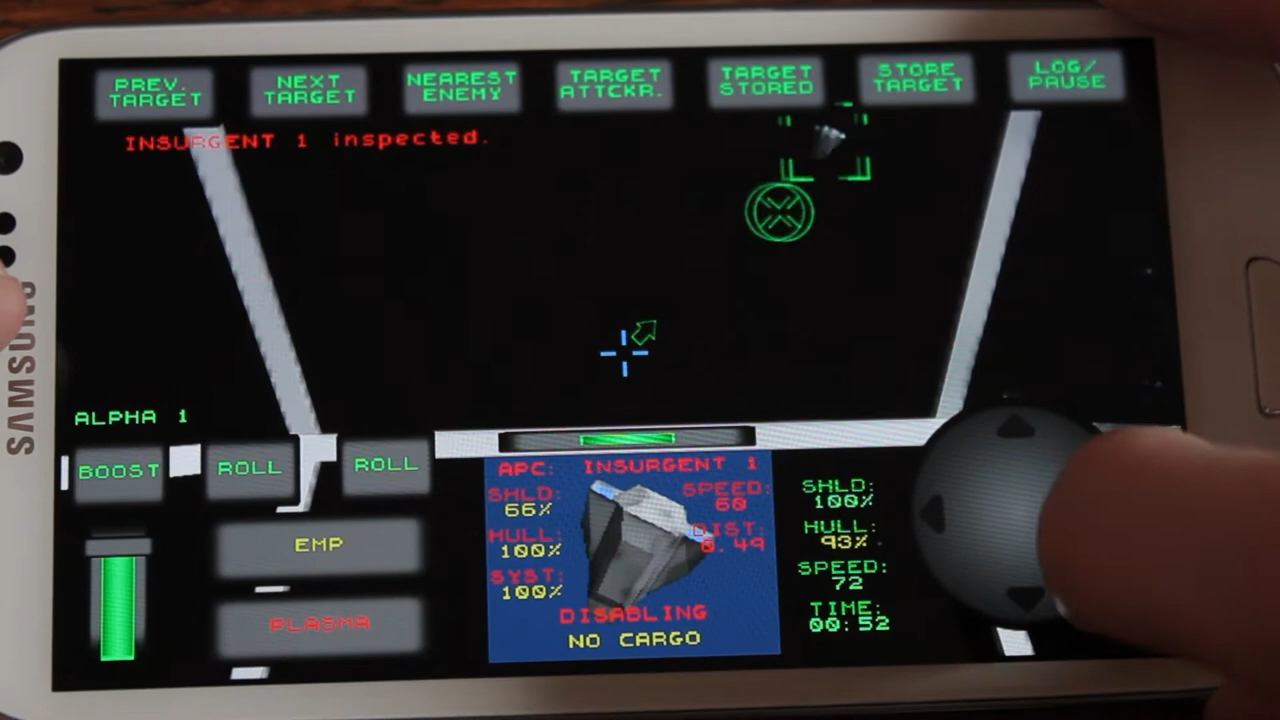 PREV.
TARGET
NEXT
TARGET
NEAREST
ENEMY
TARGET
ATTCKR.
TARGET
STORED
STORE
TARGET
LOG/
PAUSE
INSURGENT 1 inspected.
SAMSUNG
ALPHA 1
BOOST
ROLL
ROLL
EMP
PLASMA
APC: INSURGENT 1
SHLD:
66%
HULL:
100%
SYST:
100%
SPEED:
60
DIST:
0.49
DISABLING
NO CARGO
SHLD:
100%
HULL:
93%
SPEED:
72
TIME:
00:52